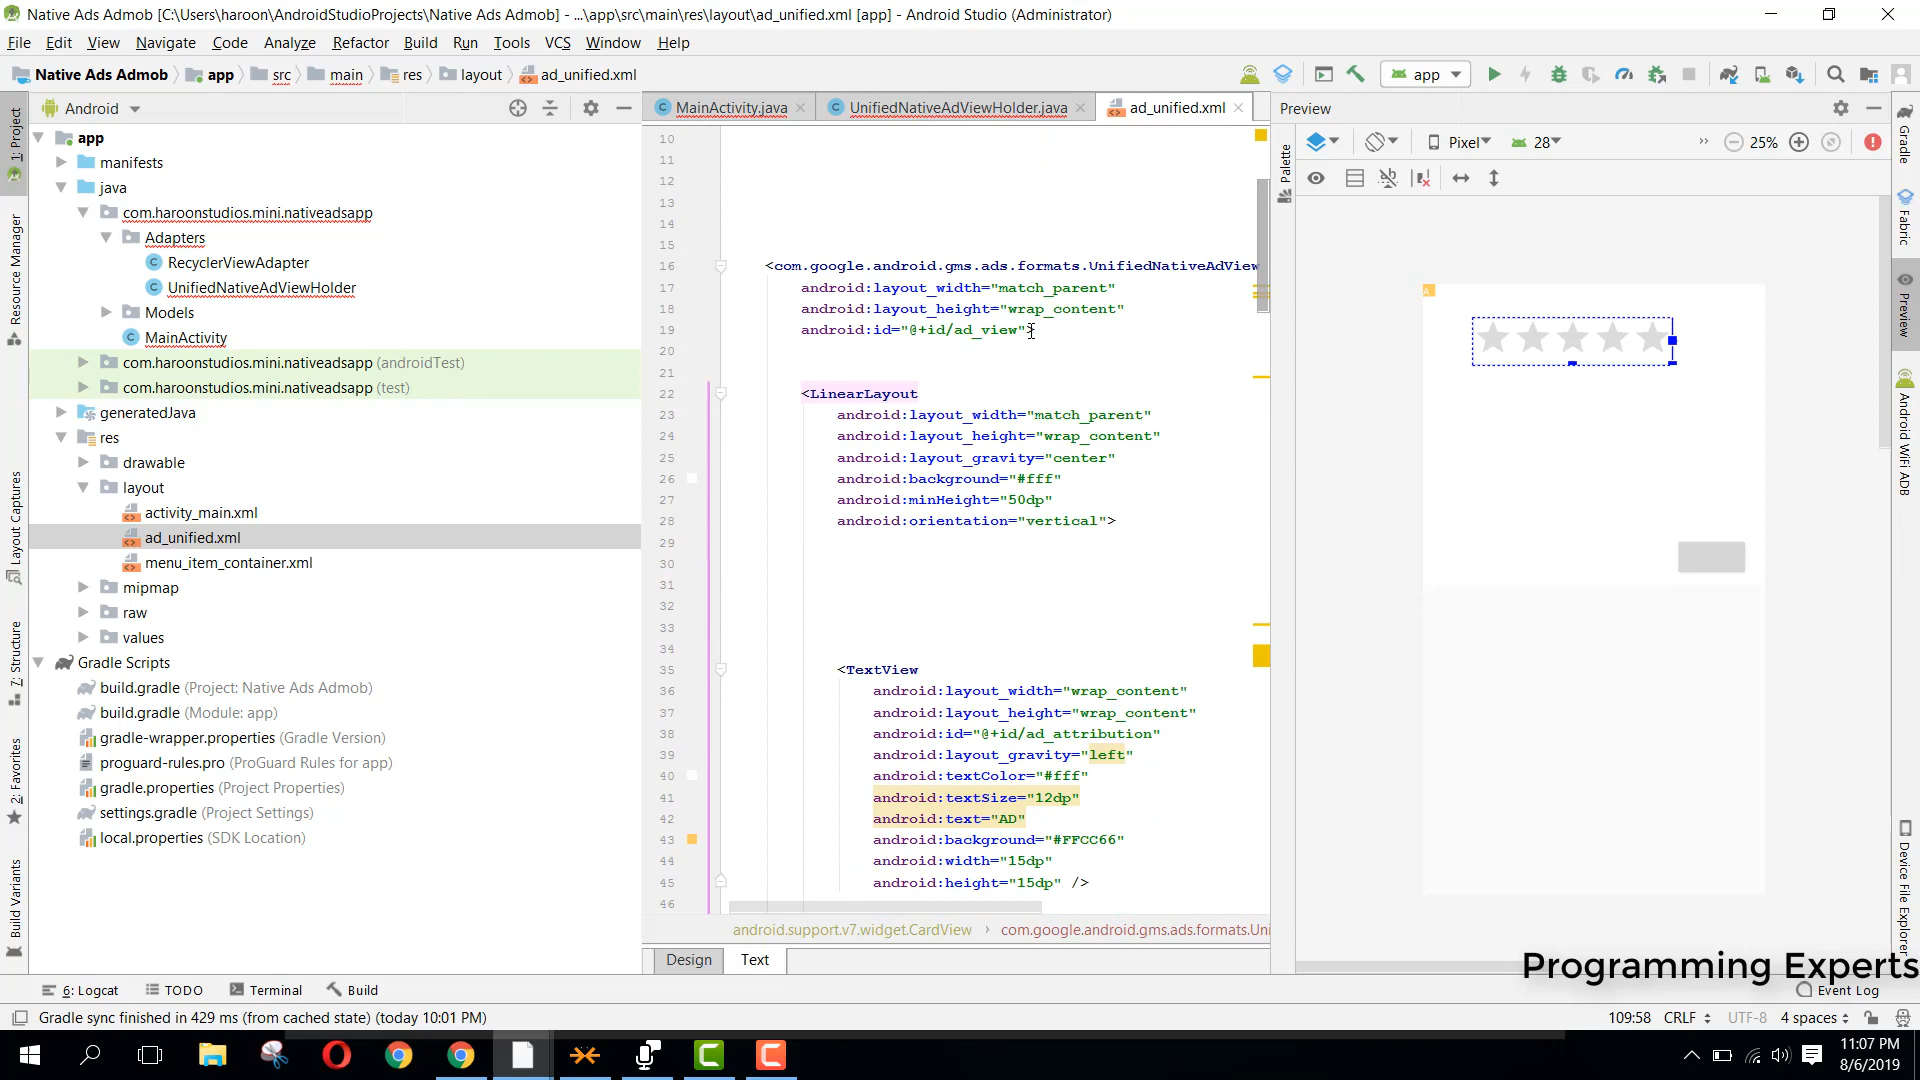 Native Ads Admob [C:\Users\haroon\AndroidStudioProjects\Native Ads Admob] - ...\app\src\main\res\layout\ad_unified.xml [app] - Android Studio (Administrator)
File Edit View Navigate Code Analyze Refactor Build Run Tools VCS Window Help
Native Ads Admob app src main res layout ad_unified.xml app
Android MainActivity.java UnifiedNativeAdViewHolder.java ad_unified.xml Preview
Pixel 28 25%
1: Project
Resource Manager
Layout Captures
7: Structure
2: Favorites
Build Variants
app
manifests
java
com.haroonstudios.mini.nativeadsapp
Adapters
RecyclerViewAdapter
UnifiedNativeAdViewHolder
Models
MainActivity
com.haroonstudios.mini.nativeadsapp (androidTest)
com.haroonstudios.mini.nativeadsapp (test)
generatedJava
res
drawable
layout
activity_main.xml
ad_unified.xml
menu_item_container.xml
mipmap
raw
values
Gradle Scripts
build.gradle (Project: Native Ads Admob)
build.gradle (Module: app)
gradle-wrapper.properties (Gradle Version)
proguard-rules.pro (ProGuard Rules for app)
gradle.properties (Project Properties)
settings.gradle (Project Settings)
local.properties (SDK Location)
10
11
12
13
14
15
16 <com.google.android.gms.ads.formats.UnifiedNativeAdView
17 android:layout_width="match_parent"
18 android:layout_height="wrap_content"
19 android:id="@+id/ad_view">
20
21
22 <LinearLayout
23 android:layout_width="match_parent"
24 android:layout_height="wrap_content"
25 android:layout_gravity="center"
26 android:background="#fff"
27 android:minHeight="50dp"
28 android:orientation="vertical">
29
30
31
32
33
34
35 <TextView
36 android:layout_width="wrap_content"
37 android:layout_height="wrap_content"
38 android:id="@+id/ad_attribution"
39 android:layout_gravity="left"
40 android:textColor="#fff"
41 android:textSize="12dp"
42 android:text="AD"
43 android:background="#FFCC66"
44 android:width="15dp"
45 android:height="15dp" />
46
android.support.v7.widget.CardView › com.google.android.gms.ads.formats.Uni
Design Text
Palette
Gradle
Fabric
Preview
Android WiFi ADB
Device File Explorer
Programming Experts
6: Logcat TODO Terminal Build Event Log
Gradle sync finished in 429 ms (from cached state) (today 10:01 PM) 109:58 CRLF UTF-8 4 spaces
11:07 PM
8/6/2019